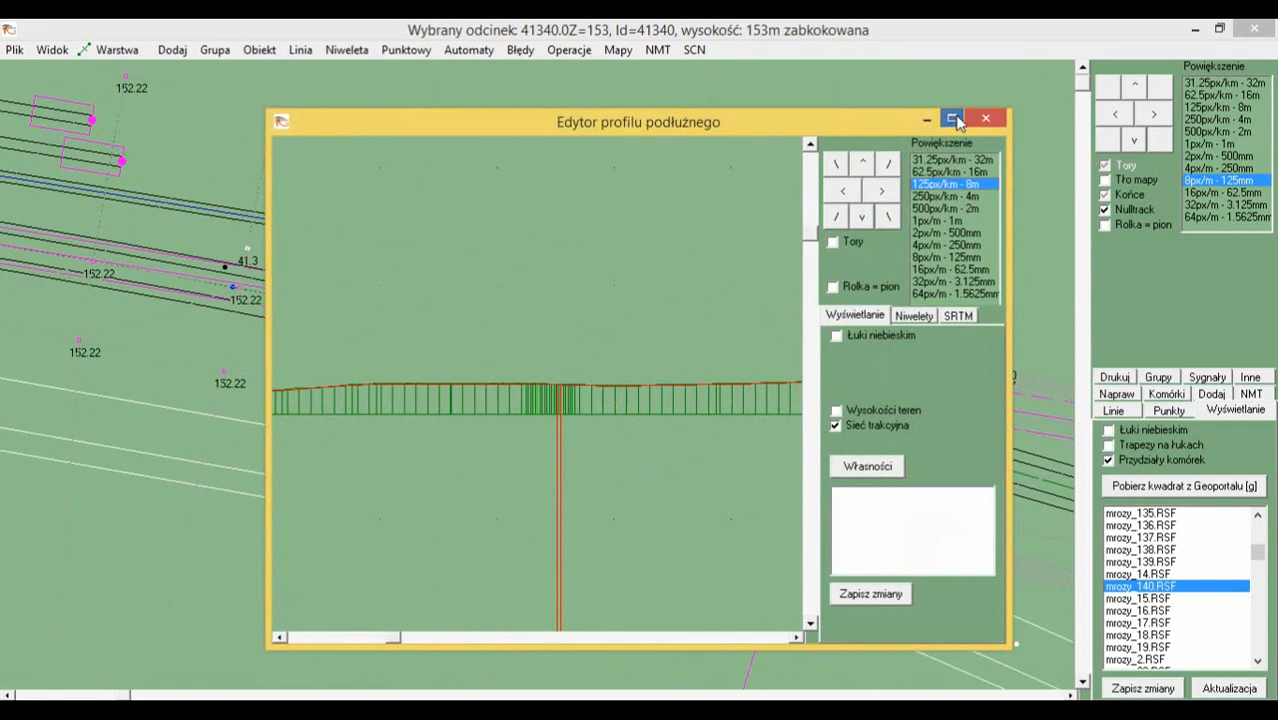 Wybrany odcinek: 41340.0Z=153, Id=41340, wysokość: 153m zabkokowana
Plik Widok Warstwa Dodaj Grupa Obiekt Linia Niweleta Punktowy Automaty Błędy Operacje Mapy NMT SCN
152.22
41.3
152.22
152.22
152.22
152.22
Edytor profilu podłużnego
Powiększenie
31.25px/km - 32m
62.5px/km - 16m
125px/km - 8m
250px/km - 4m
500px/km - 2m
1px/m - 1m
2px/m - 500mm
4px/m - 250mm
8px/m - 125mm
16px/m - 62.5mm
32px/m - 3.125mm
64px/m - 1.5625mm
Tory
Rolka = pion
Wyświetlanie Niwelety SRTM
Łuki niebieskim
Wysokości teren
Sieć trakcyjna
Własności
Zapisz zmiany
Powiększenie
31.25px/km - 32m
62.5px/km - 16m
125px/km - 8m
250px/km - 4m
500px/km - 2m
1px/m - 1m
2px/m - 500mm
4px/m - 250mm
8px/m - 125mm
16px/m - 62.5mm
32px/m - 3.125mm
64px/m - 1.5625mm
Tory
Tło mapy
Końce
Nulltrack
Rolka = pion
Drukuj Grupy Sygnały Inne
Napraw Komórki Dodaj NMT
Linie Punkty Wyświetlanie
Łuki niebieskim
Trapezy na łukach
Przydziały komórek
Pobierz kwadrat z Geoportalu [g]
mrozy_135.RSF
mrozy_136.RSF
mrozy_137.RSF
mrozy_138.RSF
mrozy_139.RSF
mrozy_14.RSF
mrozy_140.RSF
mrozy_15.RSF
mrozy_16.RSF
mrozy_17.RSF
mrozy_18.RSF
mrozy_19.RSF
mrozy_2.RSF
Zapisz zmiany Aktualizacja